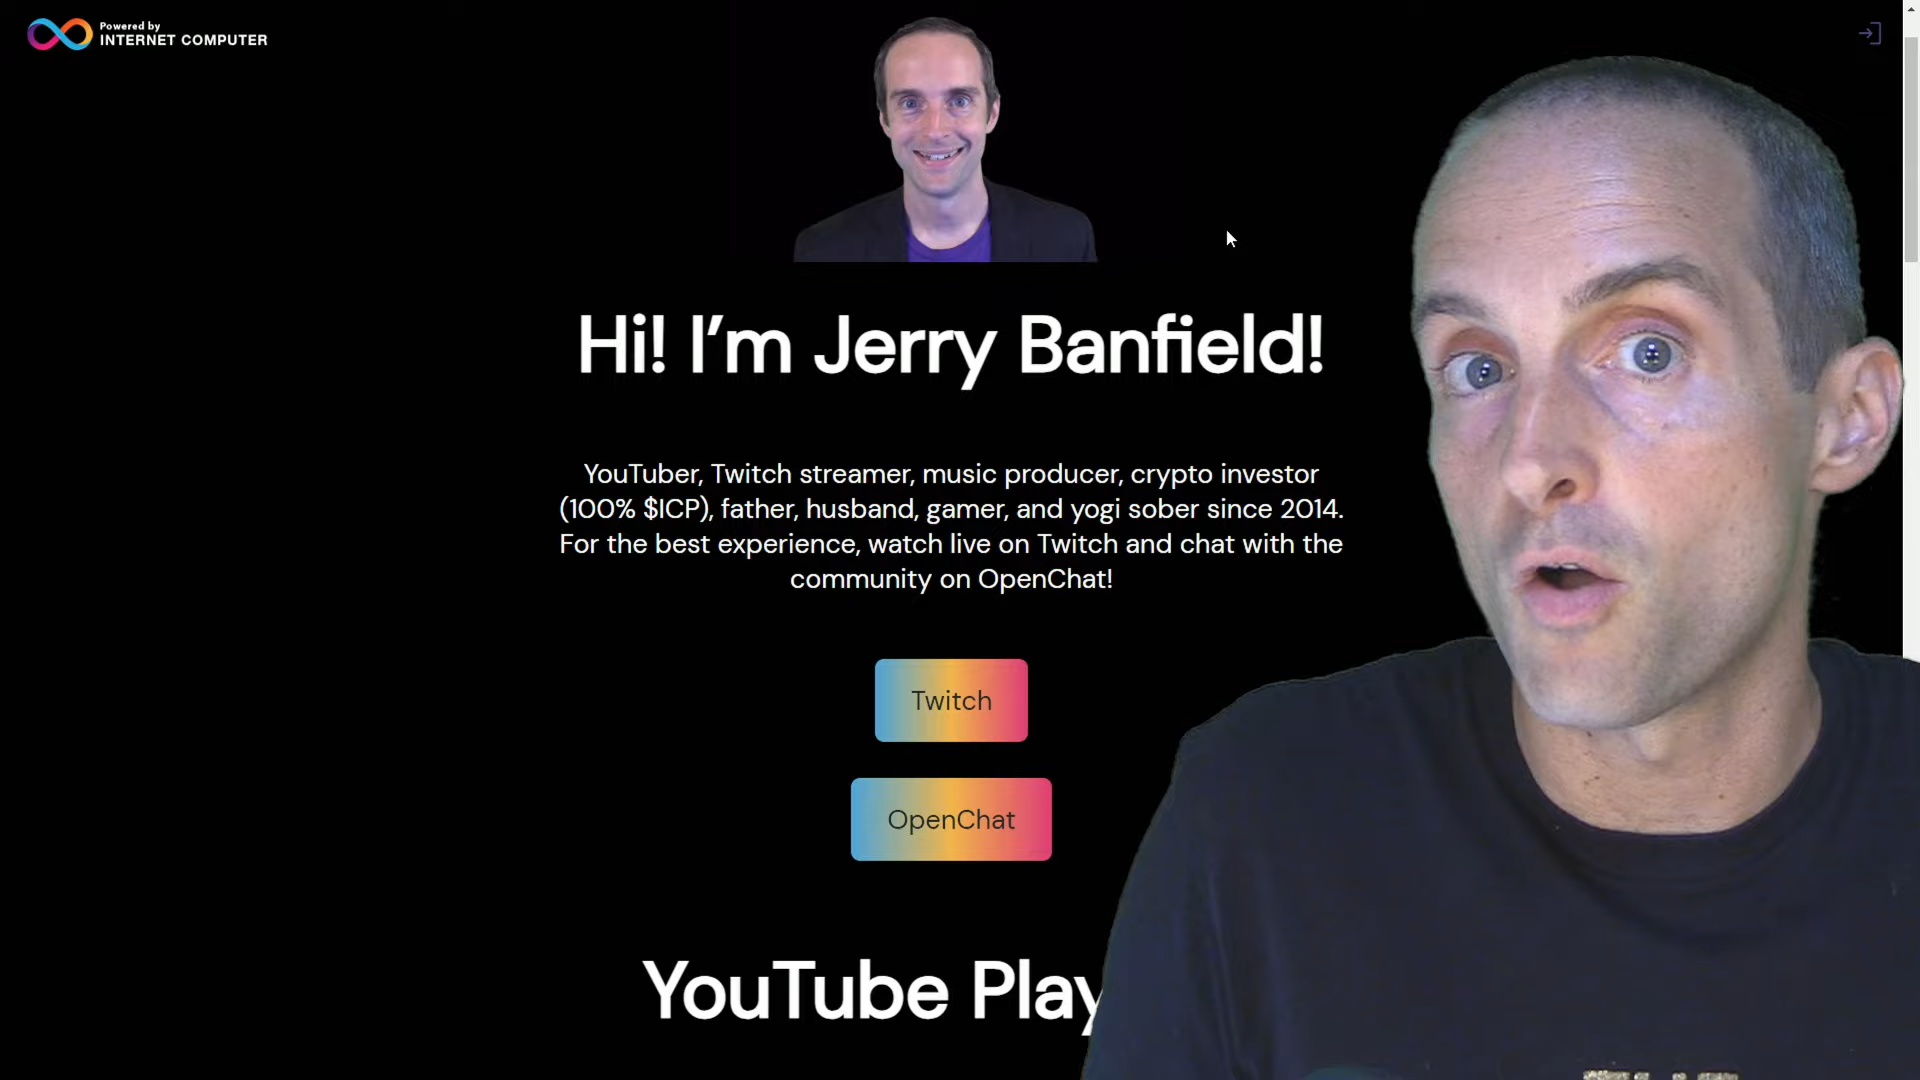 Powered by
INTERNET COMPUTER
Hi! I’m Jerry Banfield!
YouTuber, Twitch streamer, music producer, crypto investor
(100% $ICP), father, husband, gamer, and yogi sober since 2014.
For the best experience, watch live on Twitch and chat with the
community on OpenChat!
Twitch
OpenChat
YouTube Play